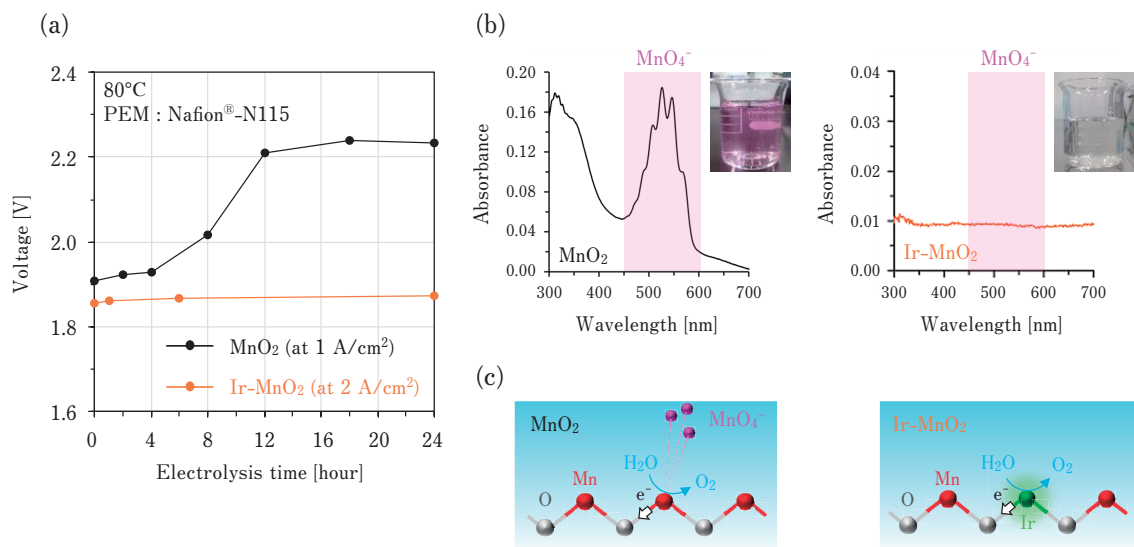 (a)
2.4
2.2
2.0
1.8
1.6
Voltage [V]
80°C
PEM : Nafion®-N115
MnO₂ (at 1 A/cm²)
Ir-MnO₂ (at 2 A/cm²)
0 4 8 12 16 20 24
Electrolysis time [hour]
(b)
MnO₄⁻
0.20
0.16
0.12
0.08
0.04
0.00
Absorbance
MnO₂
300 400 500 600 700
Wavelength [nm]
MnO₄⁻
0.04
0.03
0.02
0.01
0.00
Absorbance
Ir-MnO₂
300 400 500 600 700
Wavelength [nm]
(c)
MnO₂
MnO₄⁻
H₂O
O₂
Mn
e⁻
O
Ir-MnO₂
H₂O
O₂
Mn
e⁻
O
Ir